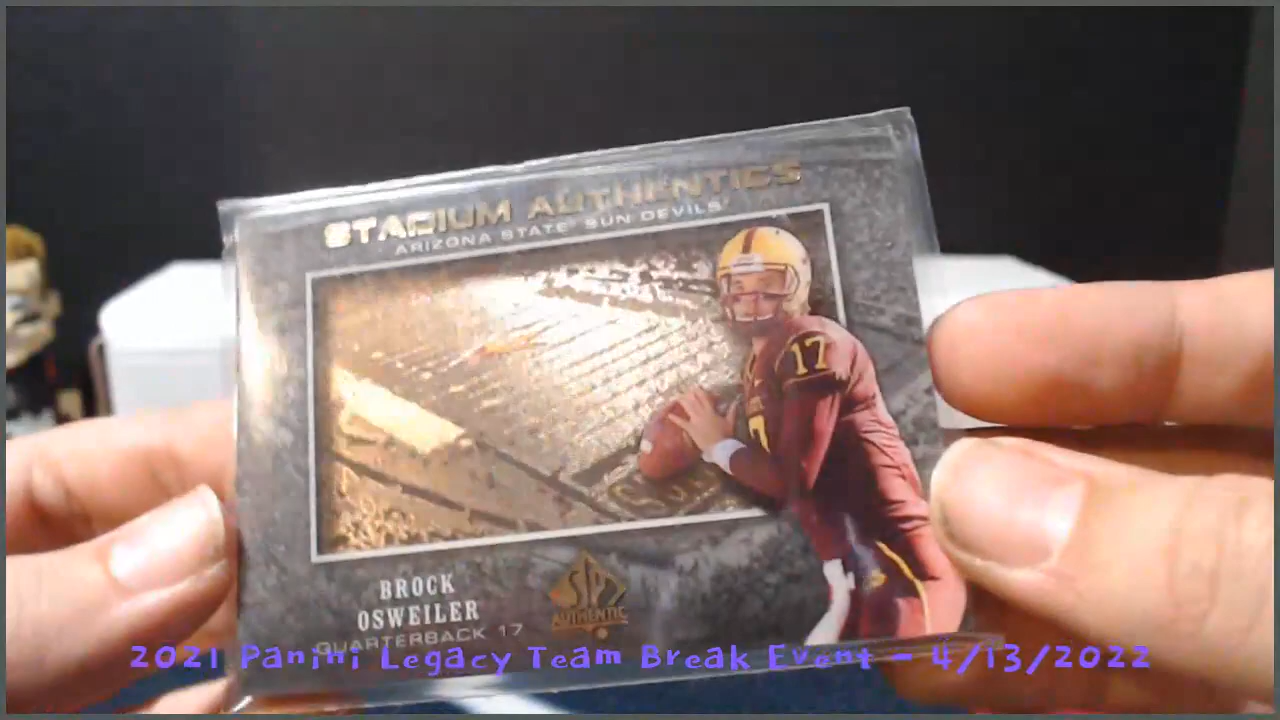 STADIUM AUTHENTICS
ARIZONA STATE SUN DEVILS
17
BROCK
OSWEILER
QUARTERBACK 17
SP
AUTHENTIC
2021 Panini Legacy Team Break Event - 4/13/2022